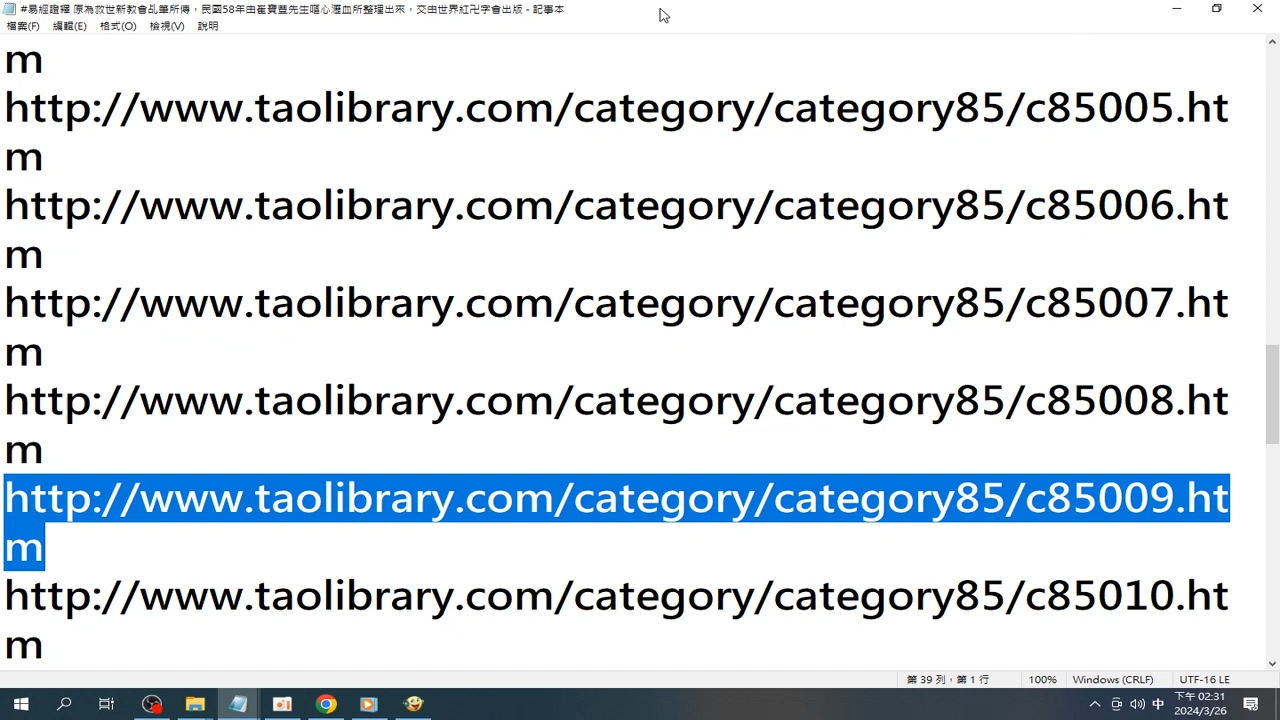 #易經證釋 原為救世新教會乩筆所傳，民國58年由崔寶豐先生嘔心瀝血所整理出來，交由世界紅卍字會出版 - 記事本
檔案(F) 編輯(E) 格式(O) 檢視(V) 說明
m
http://www.taolibrary.com/category/category85/c85005.ht
m
http://www.taolibrary.com/category/category85/c85006.ht
m
http://www.taolibrary.com/category/category85/c85007.ht
m
http://www.taolibrary.com/category/category85/c85008.ht
m
http://www.taolibrary.com/category/category85/c85009.ht
m
http://www.taolibrary.com/category/category85/c85010.ht
m
第 39 列，第 1 行 100% Windows (CRLF) UTF-16 LE
中 下午 02:31
2024/3/26